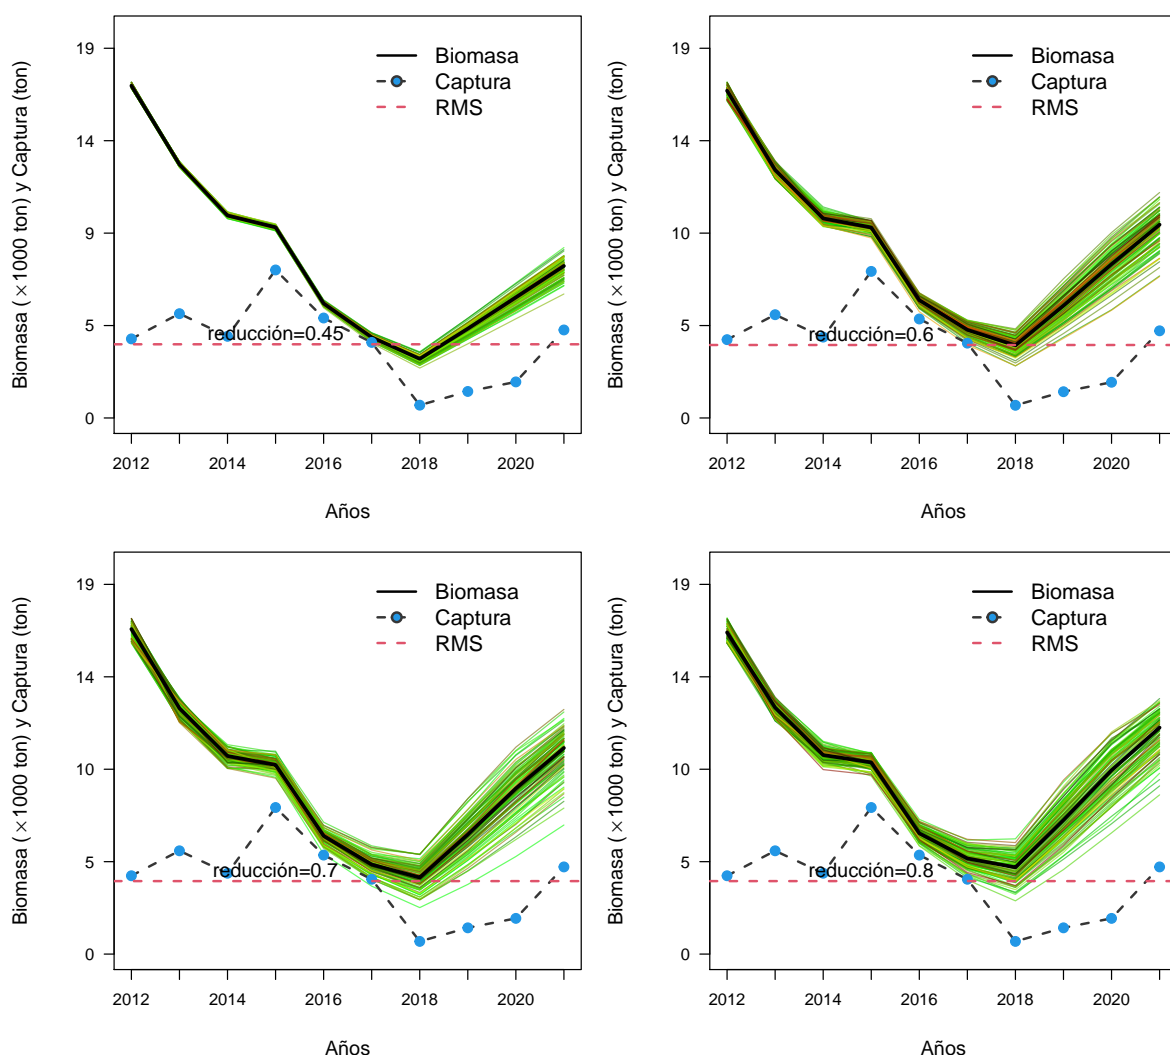 Biomasa (×1000 ton) y Captura (ton)
19
14
9
5
0
Biomasa
Captura
RMS
reducción=0.45
2012
2014
2016
2018
2020
Años
Biomasa (×1000 ton) y Captura (ton)
19
14
10
5
0
Biomasa
Captura
RMS
reducción=0.6
2012
2014
2016
2018
2020
Años
Biomasa (×1000 ton) y Captura (ton)
19
14
10
5
0
Biomasa
Captura
RMS
reducción=0.7
2012
2014
2016
2018
2020
Años
Biomasa (×1000 ton) y Captura (ton)
19
14
10
5
0
Biomasa
Captura
RMS
reducción=0.8
2012
2014
2016
2018
2020
Años